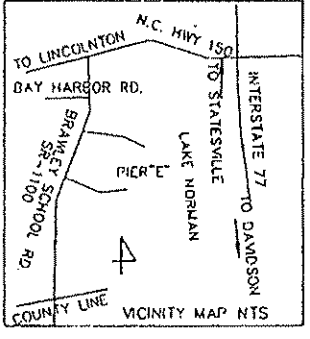 N.C. HWY 150
TO LINCOLNTON
BAY HARBOR RD.
BRAWLEY SCHOOL RD.
SR-1100
PIER"E"
LAKE NORMAN
TO STATESVILLE
INTERSTATE 77
TO DAVIDSON
COUNTY LINE
VICINITY MAP NTS